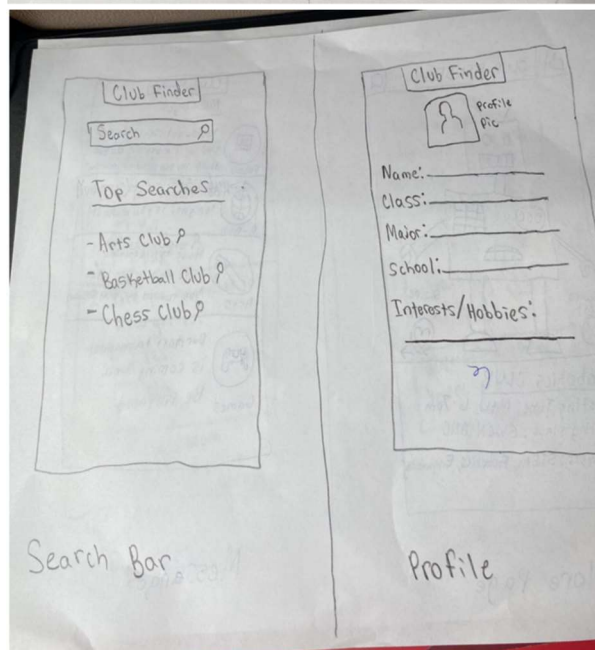 Club Finder
Search
Top Searches
- Arts Club
- Basketball Club
- Chess Club
Search Bar
Club Finder
profile
pic
Name:
Class:
Major:
School:
Interests/Hobbies:
Profile